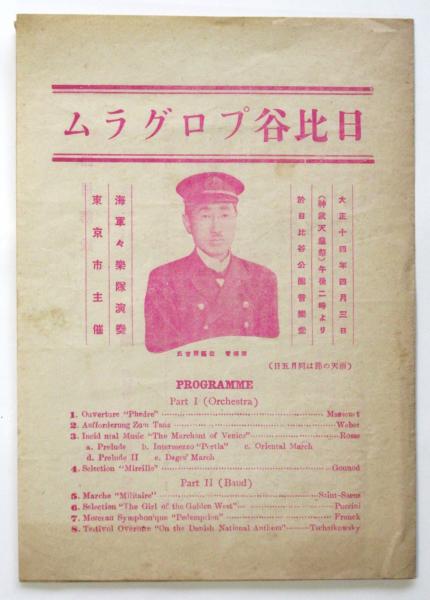 日比谷プログラム
大正十四年四月三日
(神武天皇祭)午後二時より
於日比谷公園音樂堂
海軍々樂隊演奏
東京市主催
(雨天の節は同月五日)
PROGRAMME
Part I (Orchestra)
1. Ouverture "Phedre" Massenet
2. Aufforderung Zum Tanz Weber
3. Incid ntal Music "The Merchant of Venice" Rosse
a. Prelude b. Intermezzo "Portia" c. Oriental March
d. Prelude II e. Doges' March
4. Selection "Mireille" Gounod
Part II (Band)
5. Marche "Militaire" Saint-Saens
6. Selection "The Girl of the Golden West" Puccini
7. Morceau Symphonique "Redemption" Franck
8. Festival Overture "On the Danish National Anthem" Tschaikowsky